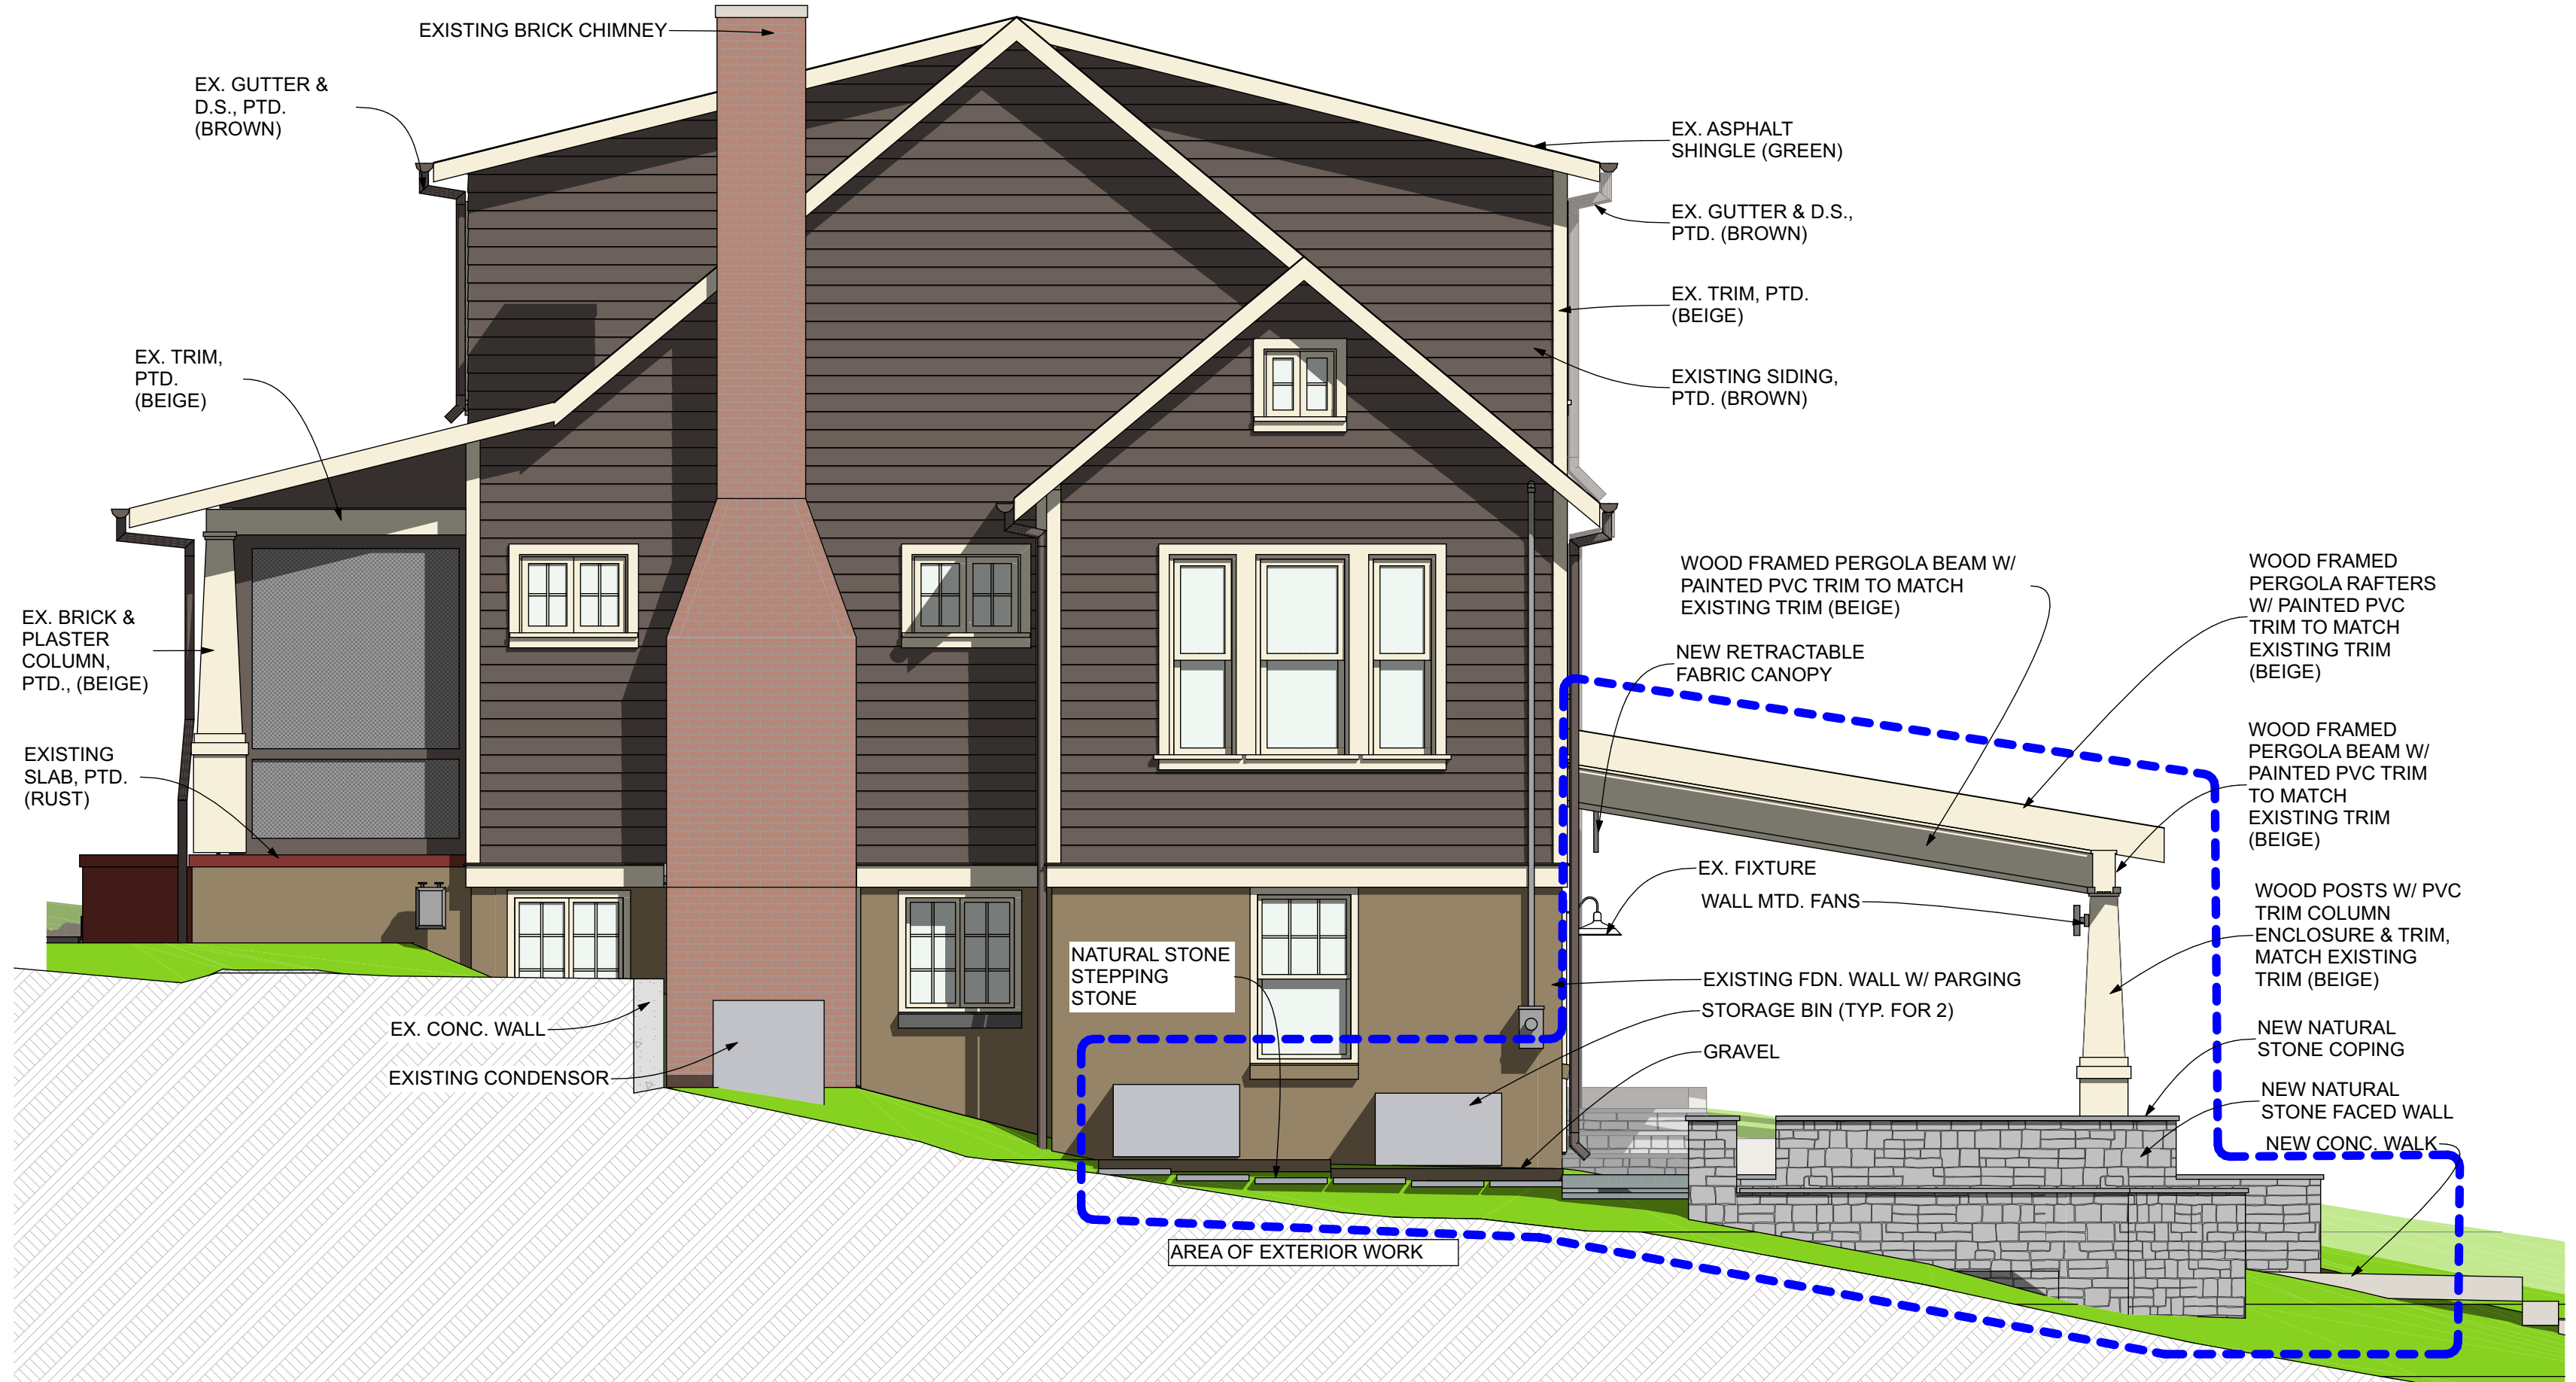 EXISTING BRICK CHIMNEY
EX. GUTTER &
D.S., PTD.
(BROWN)
EX. TRIM,
PTD.
(BEIGE)
EX. BRICK &
PLASTER
COLUMN,
PTD., (BEIGE)
EXISTING
SLAB, PTD.
(RUST)
EX. CONC. WALL
EXISTING CONDENSOR
NATURAL STONE
STEPPING
STONE
AREA OF EXTERIOR WORK
EX. ASPHALT
SHINGLE (GREEN)
EX. GUTTER & D.S.,
PTD. (BROWN)
EX. TRIM, PTD.
(BEIGE)
EXISTING SIDING,
PTD. (BROWN)
WOOD FRAMED PERGOLA BEAM W/
PAINTED PVC TRIM TO MATCH
EXISTING TRIM (BEIGE)
NEW RETRACTABLE
FABRIC CANOPY
EX. FIXTURE
WALL MTD. FANS
EXISTING FDN. WALL W/ PARGING
STORAGE BIN (TYP. FOR 2)
GRAVEL
WOOD FRAMED
PERGOLA RAFTERS
W/ PAINTED PVC
TRIM TO MATCH
EXISTING TRIM
(BEIGE)
WOOD FRAMED
PERGOLA BEAM W/
PAINTED PVC TRIM
TO MATCH
EXISTING TRIM
(BEIGE)
WOOD POSTS W/ PVC
TRIM COLUMN
ENCLOSURE & TRIM,
MATCH EXISTING
TRIM (BEIGE)
NEW NATURAL
STONE COPING
NEW NATURAL
STONE FACED WALL
NEW CONC. WALK